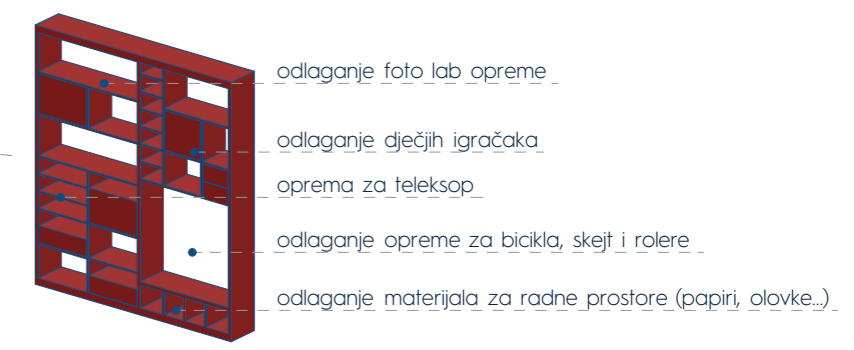 odlaganje foto lab opreme
odlaganje dječjih igračaka
oprema za teleksop
odlaganje opreme za bicikla, skejt i rolere
odlaganje materijala za radne prostore (papiri, olovke...)